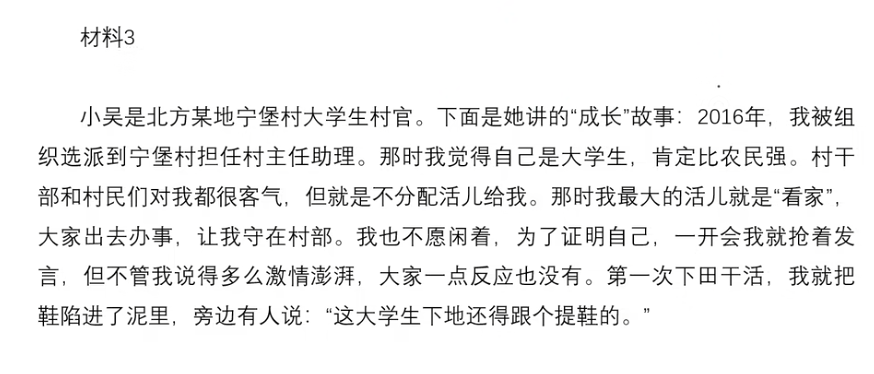 材料3
小吴是北方某地宁堡村大学生村官。下面是她讲的“成长”故事：2016年，我被组
织选派到宁堡村担任村主任助理。那时我觉得自己是大学生，肯定比农民强。村干
部和村民们对我都很客气，但就是不分配活儿给我。那时我最大的活儿就是“看家”，
大家出去办事，让我守在村部。我也不愿闲着，为了证明自己，一开会我就抢着发
言，但不管我说得多么激情澎湃，大家一点反应也没有。第一次下田干活，我就把
鞋陷进了泥里，旁边有人说：“这大学生下地还得跟个提鞋的。”